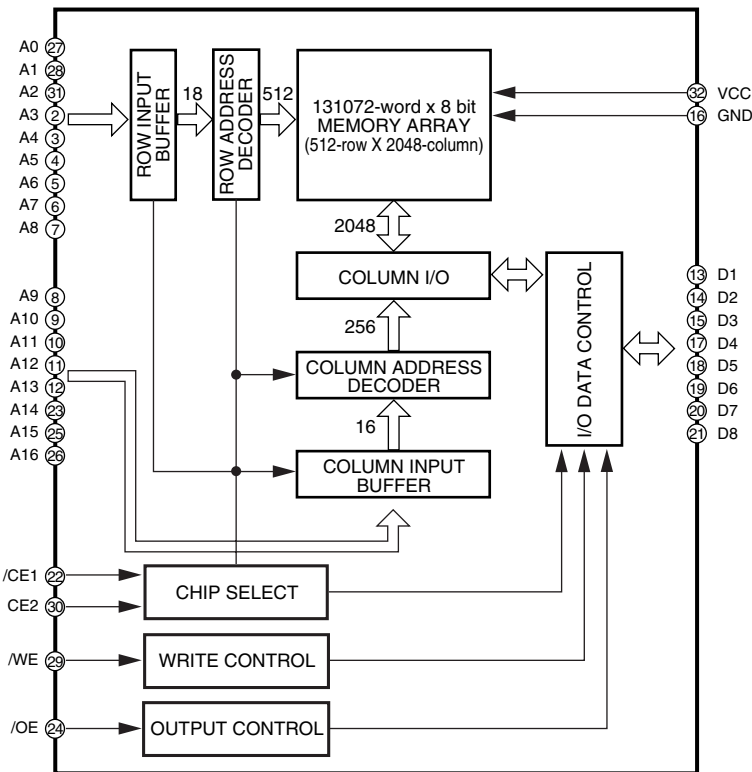 A0 27
A1 28
A2 31
A3 2
A4 3
A5 4
A6 5
A7 6
A8 7
A9 8
A10 9
A11 10
A12 11
A13 12
A14 23
A15 25
A16 26
/CE1 22
CE2 30
/WE 29
/OE 24
ROW INPUT
BUFFER
18
ROW ADDRESS
DECODER
512
131072-word x 8 bit
MEMORY ARRAY
(512-row X 2048-column)
2048
COLUMN I/O
256
COLUMN ADDRESS
DECODER
16
COLUMN INPUT
BUFFER
CHIP SELECT
WRITE CONTROL
OUTPUT CONTROL
I/O DATA CONTROL
32 VCC
16 GND
13 D1
14 D2
15 D3
17 D4
18 D5
19 D6
20 D7
21 D8